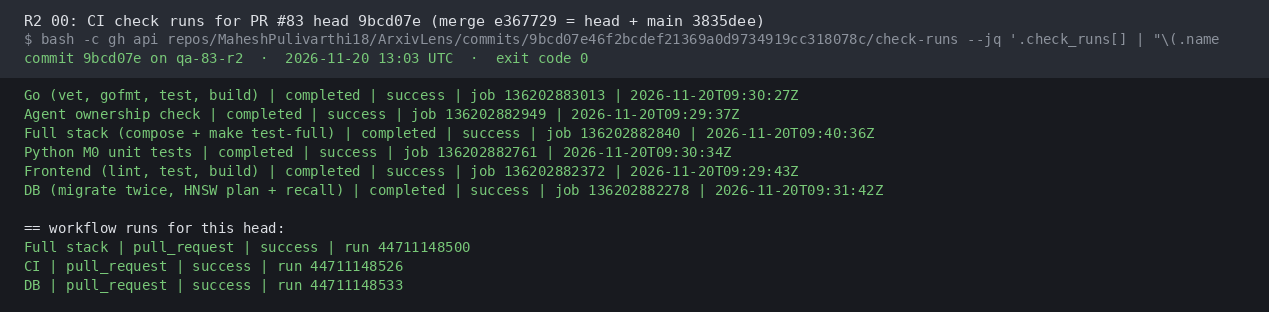 R2 00: CI check runs for PR #83 head 9bcd07e (merge e367729 = head + main 3835dee)
$ bash -c gh api repos/MaheshPulivarthi18/ArxivLens/commits/9bcd07e46f2bcdef21369a0d9734919cc318078c/check-runs --jq '.check_runs[] | "\(.name
commit 9bcd07e on qa-83-r2 · 2026-11-20 13:03 UTC · exit code 0
Go (vet, gofmt, test, build) | completed | success | job 136202883013 | 2026-11-20T09:30:27Z
Agent ownership check | completed | success | job 136202882949 | 2026-11-20T09:29:37Z
Full stack (compose + make test-full) | completed | success | job 136202882840 | 2026-11-20T09:40:36Z
Python M0 unit tests | completed | success | job 136202882761 | 2026-11-20T09:30:34Z
Frontend (lint, test, build) | completed | success | job 136202882372 | 2026-11-20T09:29:43Z
DB (migrate twice, HNSW plan + recall) | completed | success | job 136202882278 | 2026-11-20T09:31:42Z
== workflow runs for this head:
Full stack | pull_request | success | run 44711148500
CI | pull_request | success | run 44711148526
DB | pull_request | success | run 44711148533